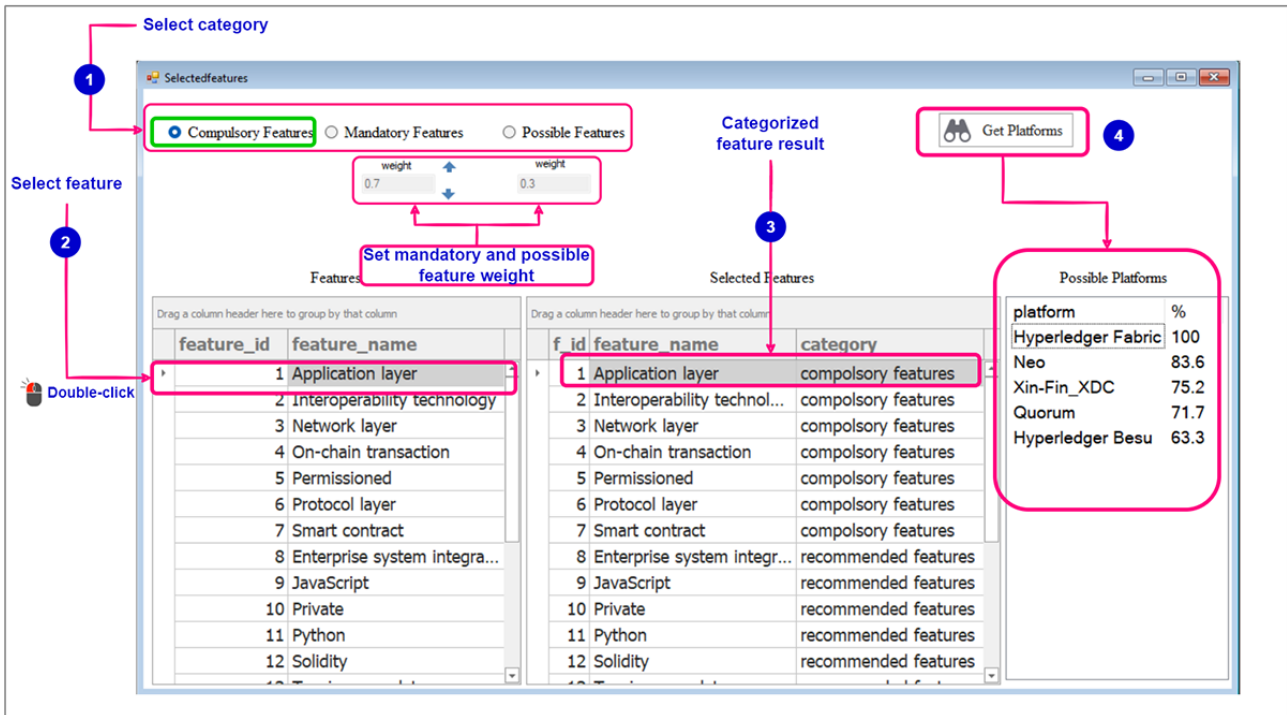 Select category
1
Selectedfeatures
Compulsory Features Mandatory Features Possible Features
weight weight
0.7 0.3
Categorized
feature result
Get Platforms
4
Select feature
2
3
Set mandatory and possible
feature weight
Features
Selected Features
Possible Platforms
Drag a column header here to group by that column
feature_id feature_name
1 Application layer
2 Interoperability technology
3 Network layer
4 On-chain transaction
5 Permissioned
6 Protocol layer
7 Smart contract
8 Enterprise system integra...
9 JavaScript
10 Private
11 Python
12 Solidity
Double-click
Drag a column header here to group by that column
f_id feature_name category
1 Application layer compolsory features
2 Interoperability technol... compolsory features
3 Network layer compolsory features
4 On-chain transaction compolsory features
5 Permissioned compolsory features
6 Protocol layer compolsory features
7 Smart contract compolsory features
8 Enterprise system integr... recommended features
9 JavaScript recommended features
10 Private recommended features
11 Python recommended features
12 Solidity recommended features
platform %
Hyperledger Fabric 100
Neo 83.6
Xin-Fin_XDC 75.2
Quorum 71.7
Hyperledger Besu 63.3